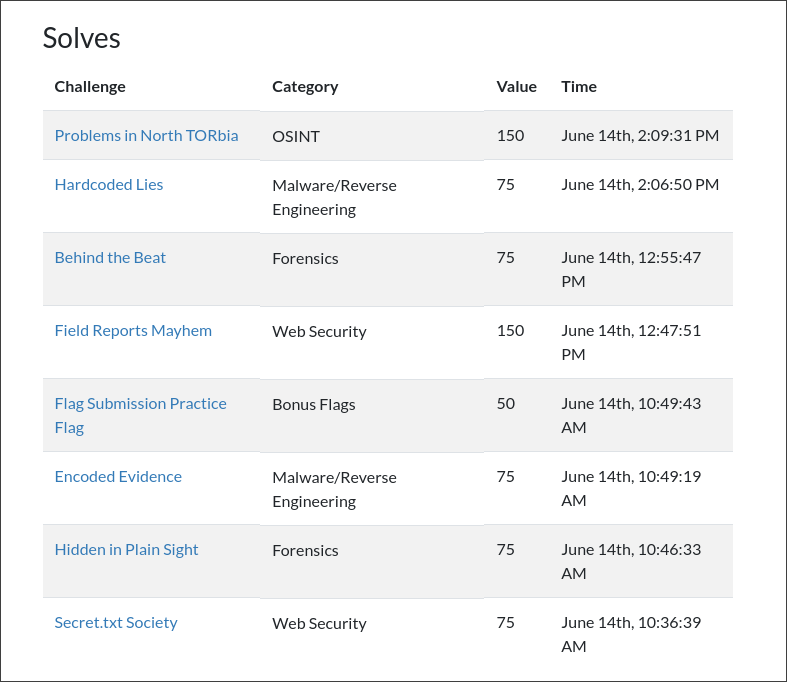 Solves
Challenge Category Value Time
Problems in North TORbia OSINT 150 June 14th, 2:09:31 PM
Hardcoded Lies Malware/Reverse 75 June 14th, 2:06:50 PM
Engineering
Behind the Beat Forensics 75 June 14th, 12:55:47
PM
Field Reports Mayhem Web Security 150 June 14th, 12:47:51
PM
Flag Submission Practice Bonus Flags 50 June 14th, 10:49:43
Flag AM
Encoded Evidence Malware/Reverse 75 June 14th, 10:49:19
Engineering AM
Hidden in Plain Sight Forensics 75 June 14th, 10:46:33
AM
Secret.txt Society Web Security 75 June 14th, 10:36:39
AM